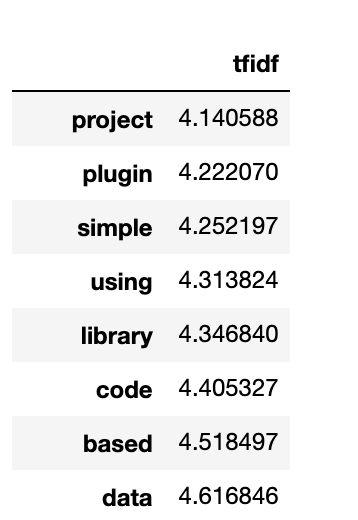 tfidf
project 4.140588
plugin 4.222070
simple 4.252197
using 4.313824
library 4.346840
code 4.405327
based 4.518497
data 4.616846